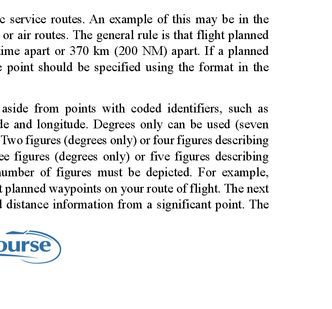 c service routes. An example of this may be in the
or air routes. The general rule is that flight planned
time apart or 370 km (200 NM) apart. If a planned
point should be specified using the format in the
aside from points with coded identifiers, such as
de and longitude. Degrees only can be used (seven
Two figures (degrees only) or four figures describing
ee figures (degrees only) or five figures describing
number of figures must be depicted. For example,
t planned waypoints on your route of flight. The next
d distance information from a significant point. The
ourse